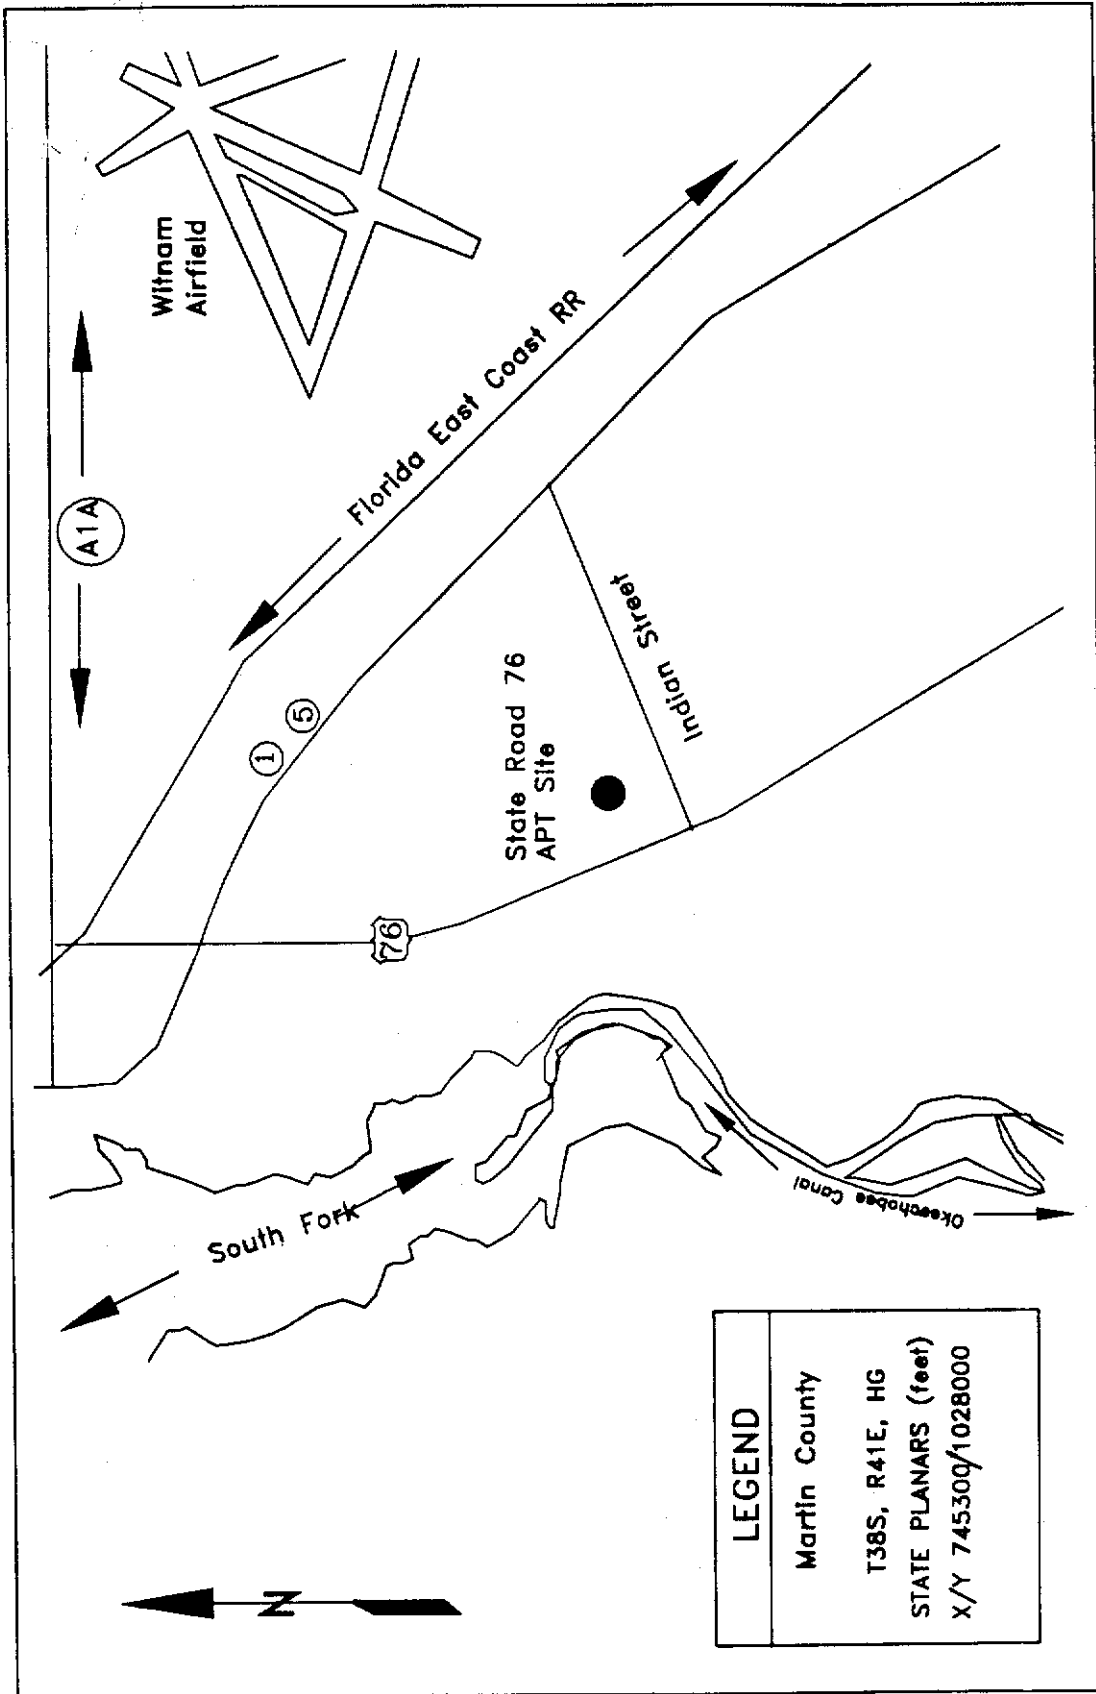 A1A
Witnam
Airfield
Florida East Coast RR
1
5
State Road 76
APT Site
Indian Street
76
South Fork
Okeechobee Canal
N
LEGEND
Martin County
T38S, R41E, HG
STATE PLANARS (feet)
X/Y 745300/1028000